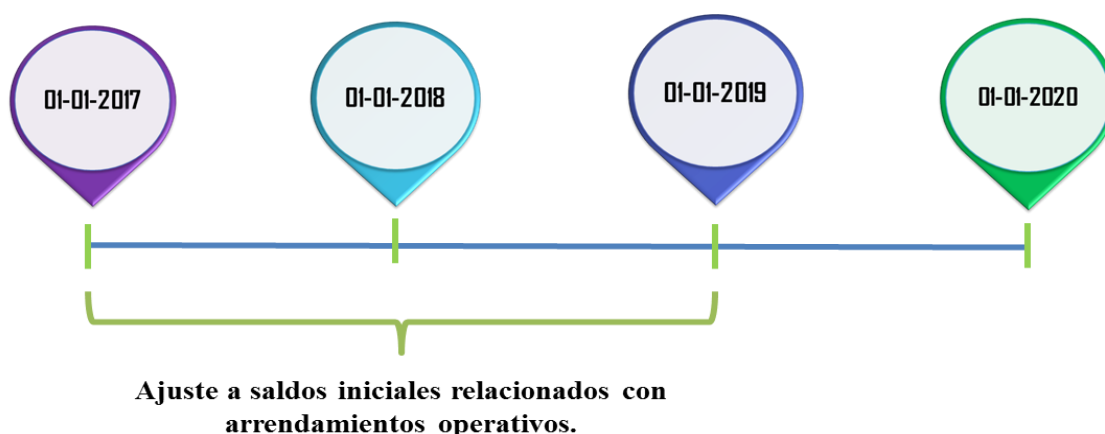 01-01-2017
01-01-2018
01-01-2019
01-01-2020
Ajuste a saldos iniciales relacionados con
arrendamientos operativos.